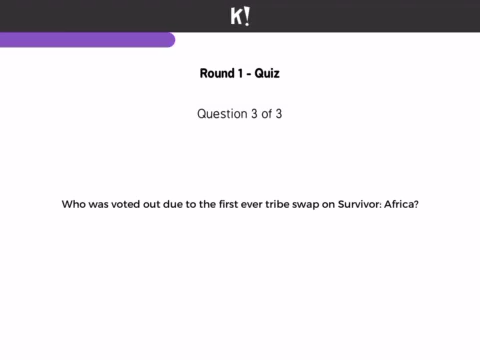 K!
Round 1 - Quiz
Question 3 of 3
Who was voted out due to the first ever tribe swap on Survivor: Africa?